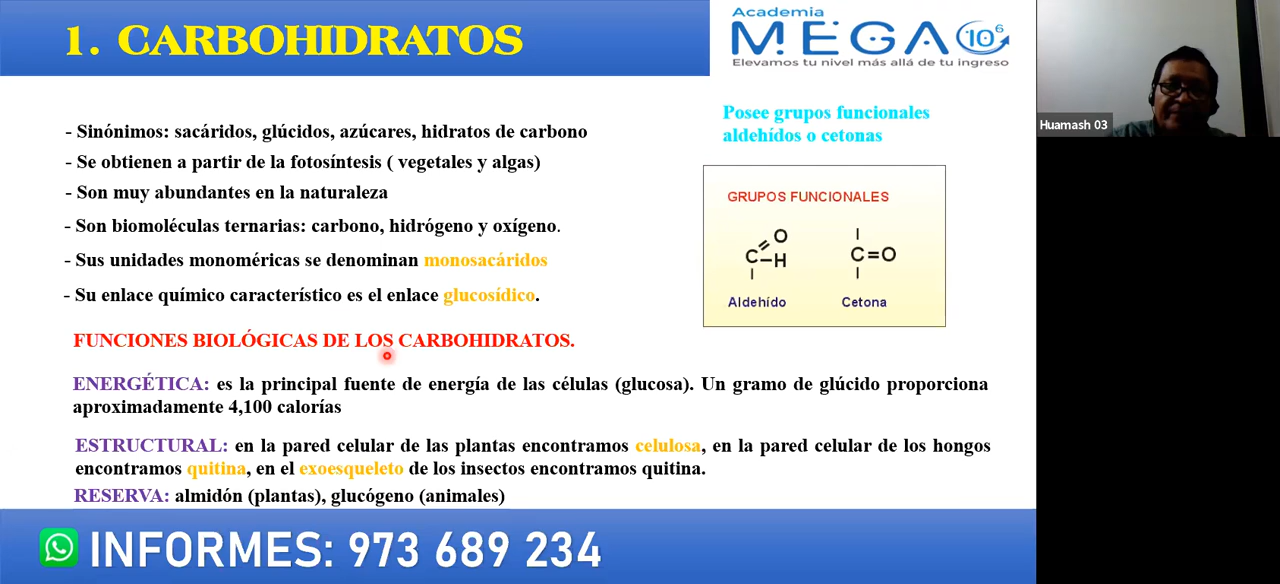 1. CARBOHIDRATOS
Academia
MEGA 10⁶
Elevamos tu nivel más allá de tu ingreso
Huamash 03
- Sinónimos: sacáridos, glúcidos, azúcares, hidratos de carbono
- Se obtienen a partir de la fotosíntesis ( vegetales y algas)
- Son muy abundantes en la naturaleza
- Son biomoléculas ternarias: carbono, hidrógeno y oxígeno.
- Sus unidades monoméricas se denominan monosacáridos
- Su enlace químico característico es el enlace glucosídico.
Posee grupos funcionales
aldehídos o cetonas
GRUPOS FUNCIONALES
O
C–H
C=O
Aldehído
Cetona
FUNCIONES BIOLÓGICAS DE LOS CARBOHIDRATOS.
ENERGÉTICA: es la principal fuente de energía de las células (glucosa). Un gramo de glúcido proporciona
aproximadamente 4,100 calorías
ESTRUCTURAL: en la pared celular de las plantas encontramos celulosa, en la pared celular de los hongos
encontramos quitina, en el exoesqueleto de los insectos encontramos quitina.
RESERVA: almidón (plantas), glucógeno (animales)
INFORMES: 973 689 234